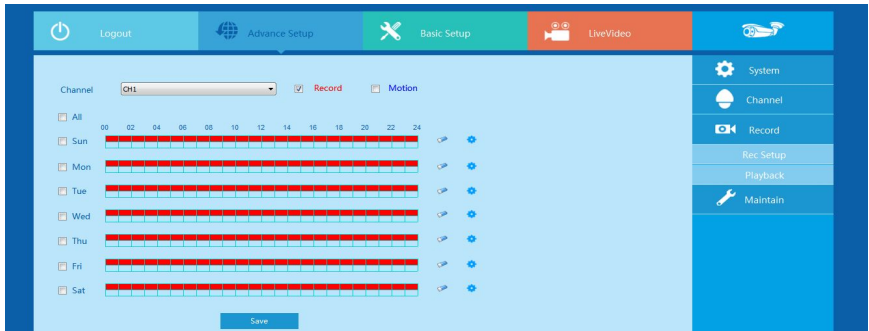 Logout
Advance Setup
Basic Setup
LiveVideo
Channel CH1 Record Motion
All
00 02 04 06 08 10 12 14 16 18 20 22 24
Sun
Mon
Tue
Wed
Thu
Fri
Sat
Save
System
Channel
Record
Rec Setup
Playback
Maintain